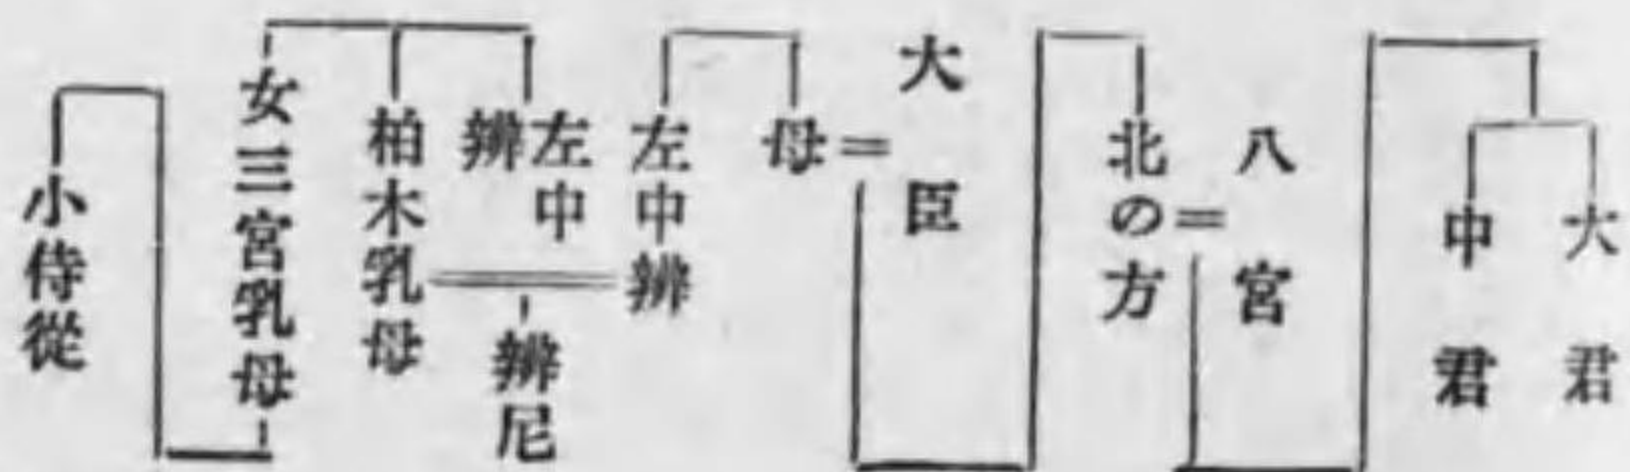 大君
中君
八宮
北の方
大臣
母
左中辨
左中
辨
辨尼
柏木乳母
女三宮乳母
小侍從